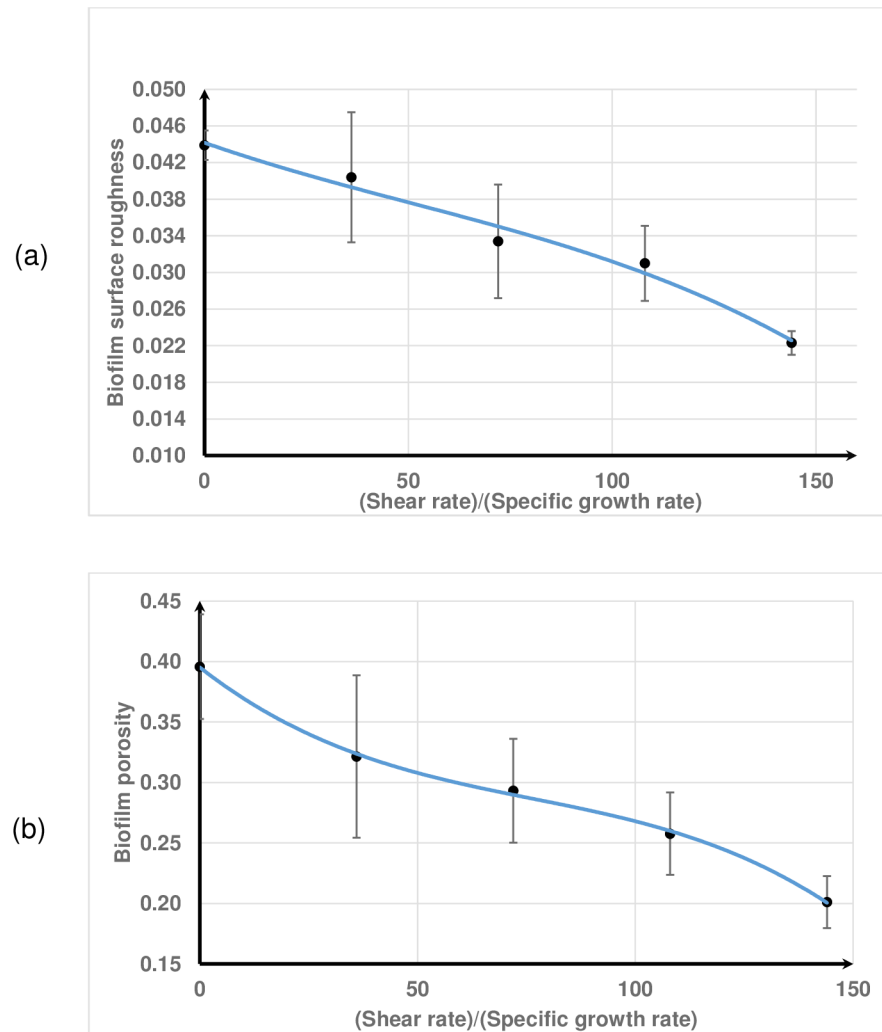 (a)
Biofilm surface roughness
0.050
0.046
0.042
0.038
0.034
0.030
0.026
0.022
0.018
0.014
0.010
0 50 100 150
(Shear rate)/(Specific growth rate)
(b)
Biofilm porosity
0.45
0.40
0.35
0.30
0.25
0.20
0.15
0 50 100 150
(Shear rate)/(Specific growth rate)